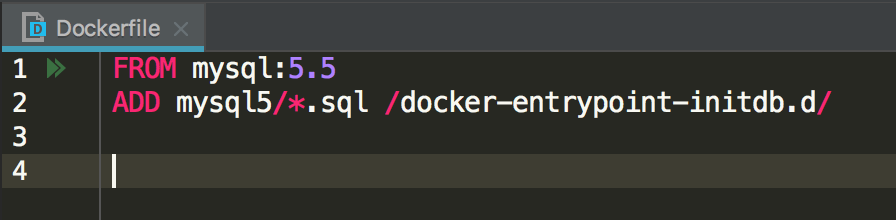 Dockerfile
1 FROM mysql:5.5
2 ADD mysql5/*.sql /docker-entrypoint-initdb.d/
3
4